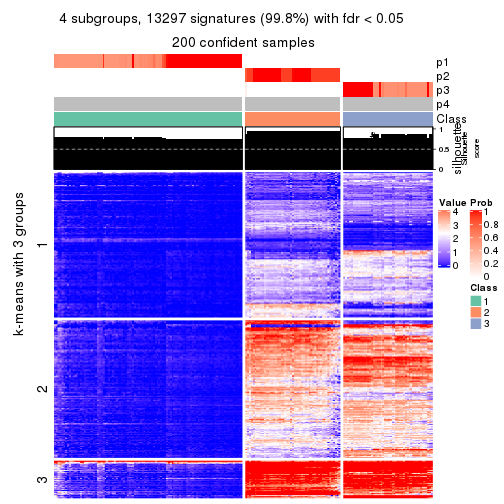 4 subgroups, 13297 signatures (99.8%) with fdr < 0.05
200 confident samples
p1
p2
p3
p4
Class
silhouette
1
0.5
0
Silhouette
score
k-means with 3 groups
1
2
3
Value
4
3
2
1
0
Prob
1
0.8
0.6
0.4
0.2
0
Class
1
2
3